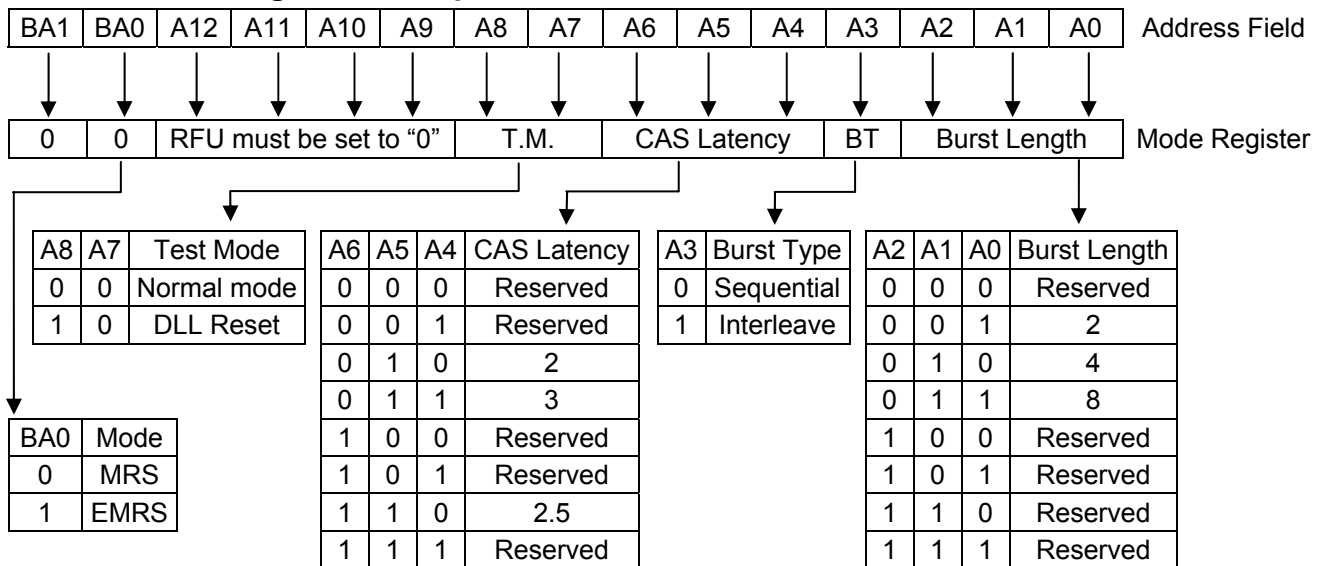 BA1 BA0 A12 A11 A10 A9 A8 A7 A6 A5 A4 A3 A2 A1 A0 Address Field
0 0 RFU must be set to “0” T.M. CAS Latency BT Burst Length Mode Register
A8 A7 Test Mode
0 0 Normal mode
1 0 DLL Reset
A6 A5 A4 CAS Latency
0 0 0 Reserved
0 0 1 Reserved
0 1 0 2
0 1 1 3
1 0 0 Reserved
1 0 1 Reserved
1 1 0 2.5
1 1 1 Reserved
A3 Burst Type
0 Sequential
1 Interleave
A2 A1 A0 Burst Length
0 0 0 Reserved
0 0 1 2
0 1 0 4
0 1 1 8
1 0 0 Reserved
1 0 1 Reserved
1 1 0 Reserved
1 1 1 Reserved
BA0 Mode
0 MRS
1 EMRS